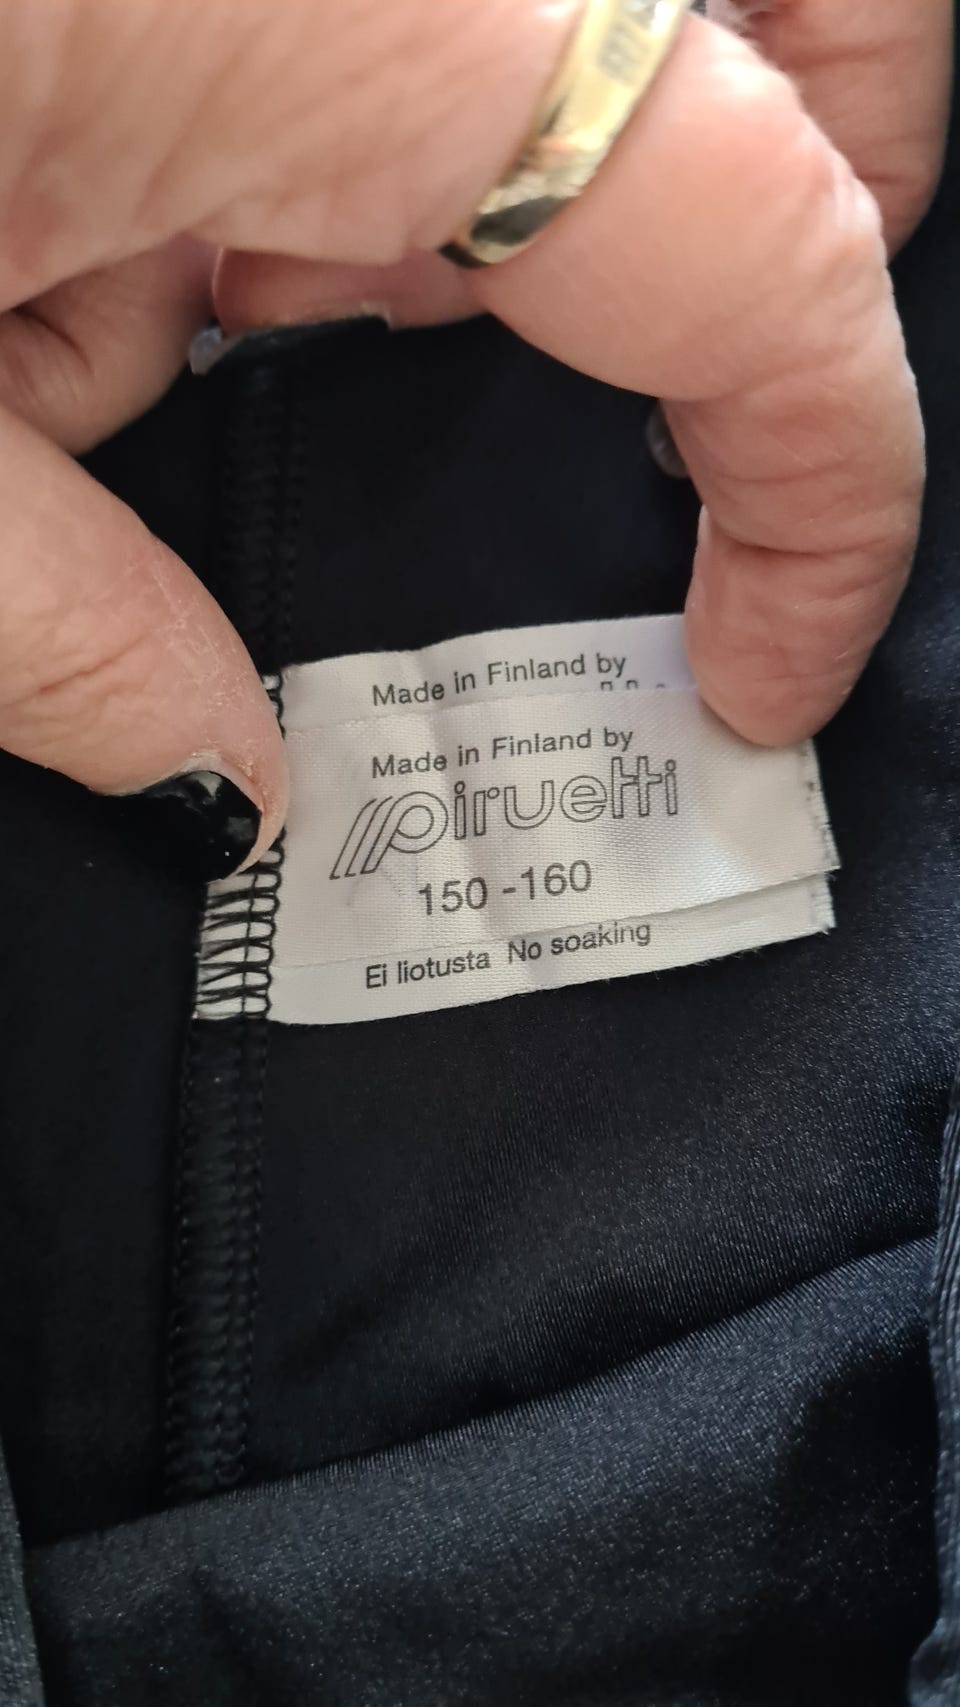 Made in Finland by
Made in Finland by
piruetti
150 -160
Ei liotusta No soaking